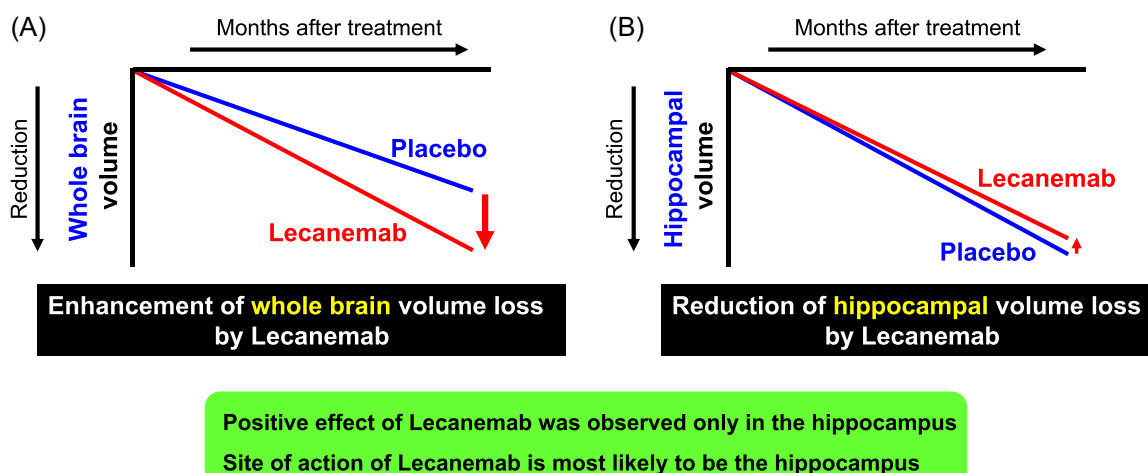 (A)
Months after treatment
Reduction
Whole brain
volume
Placebo
Lecanemab
Enhancement of whole brain volume loss
by Lecanemab
(B)
Months after treatment
Reduction
Hippocampal
volume
Lecanemab
Placebo
Reduction of hippocampal volume loss
by Lecanemab
Positive effect of Lecanemab was observed only in the hippocampus
Site of action of Lecanemab is most likely to be the hippocampus